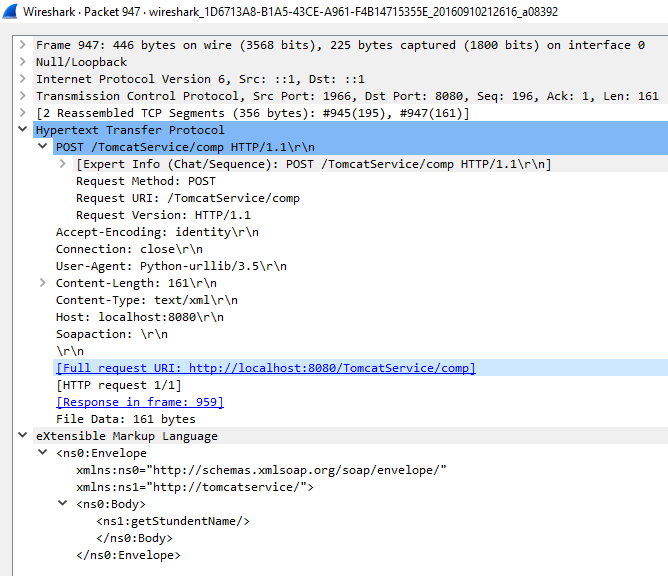 Wireshark · Packet 947 · wireshark_1D6713A8-B1A5-43CE-A961-F4B14715355E_20160910212616_a08392
Frame 947: 446 bytes on wire (3568 bits), 225 bytes captured (1800 bits) on interface 0
Null/Loopback
Internet Protocol Version 6, Src: ::1, Dst: ::1
Transmission Control Protocol, Src Port: 1966, Dst Port: 8080, Seq: 196, Ack: 1, Len: 161
[2 Reassembled TCP Segments (356 bytes): #945(195), #947(161)]
Hypertext Transfer Protocol
POST /TomcatService/comp HTTP/1.1\r\n
[Expert Info (Chat/Sequence): POST /TomcatService/comp HTTP/1.1\r\n]
Request Method: POST
Request URI: /TomcatService/comp
Request Version: HTTP/1.1
Accept-Encoding: identity\r\n
Connection: close\r\n
User-Agent: Python-urllib/3.5\r\n
Content-Length: 161\r\n
Content-Type: text/xml\r\n
Host: localhost:8080\r\n
Soapaction: \r\n
\r\n
[Full request URI: http://localhost:8080/TomcatService/comp]
[HTTP request 1/1]
[Response in frame: 959]
File Data: 161 bytes
eXtensible Markup Language
<ns0:Envelope
xmlns:ns0="http://schemas.xmlsoap.org/soap/envelope/"
xmlns:ns1="http://tomcatservice/">
<ns0:Body>
<ns1:getStundentName/>
</ns0:Body>
</ns0:Envelope>